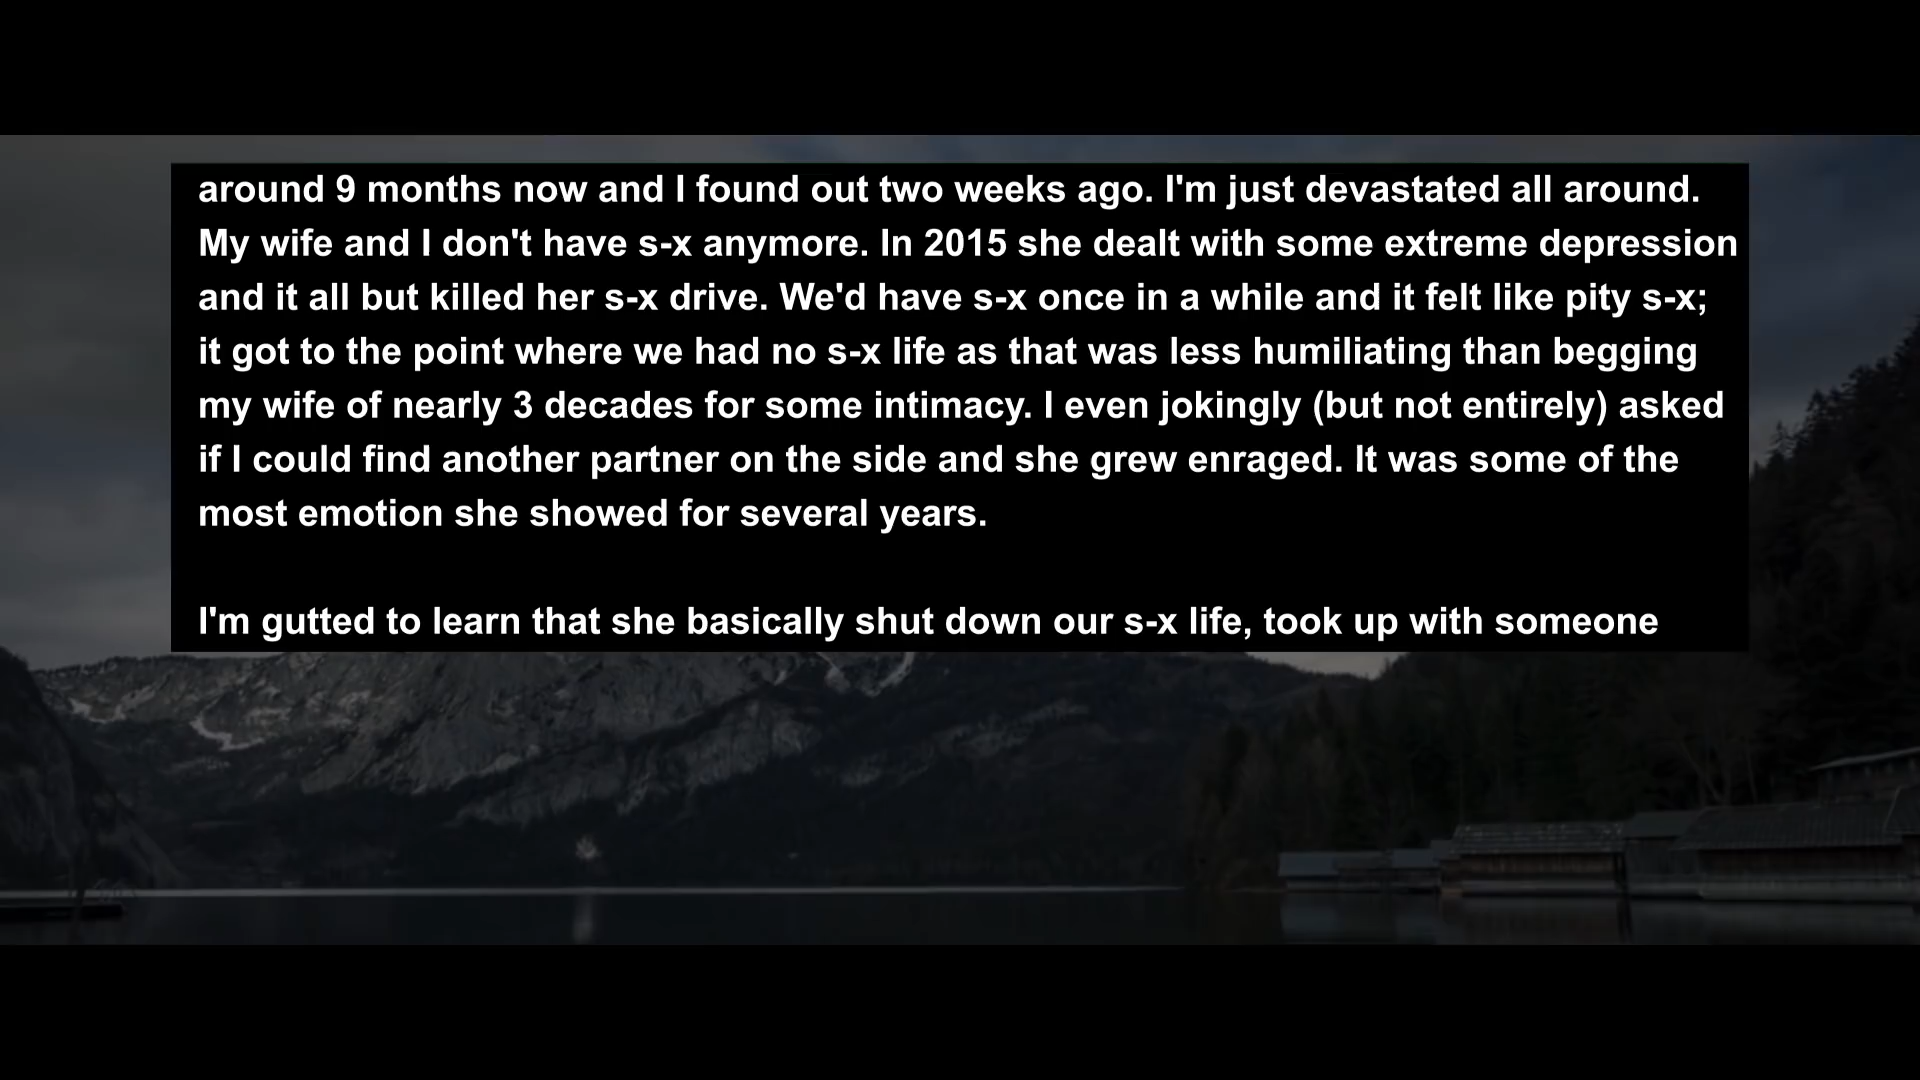 around 9 months now and I found out two weeks ago. I'm just devastated all around.
My wife and I don't have s-x anymore. In 2015 she dealt with some extreme depression
and it all but killed her s-x drive. We'd have s-x once in a while and it felt like pity s-x;
it got to the point where we had no s-x life as that was less humiliating than begging
my wife of nearly 3 decades for some intimacy. I even jokingly (but not entirely) asked
if I could find another partner on the side and she grew enraged. It was some of the
most emotion she showed for several years.
I'm gutted to learn that she basically shut down our s-x life, took up with someone